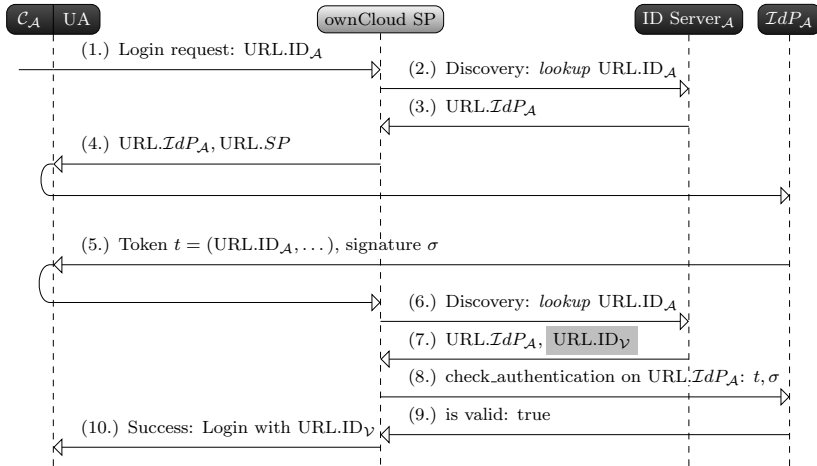 𝒞_𝒜 UA ownCloud SP ID Server_𝒜 ℐdP_𝒜
(1.) Login request: URL.ID_𝒜
(2.) Discovery: lookup URL.ID_𝒜
(3.) URL.ℐdP_𝒜
(4.) URL.ℐdP_𝒜, URL.SP
(5.) Token t = (URL.ID_𝒜, . . . ), signature σ
(6.) Discovery: lookup URL.ID_𝒜
(7.) URL.ℐdP_𝒜, URL.ID_𝒱
(8.) check_authentication on URL.ℐdP_𝒜: t, σ
(9.) is valid: true
(10.) Success: Login with URL.ID_𝒱